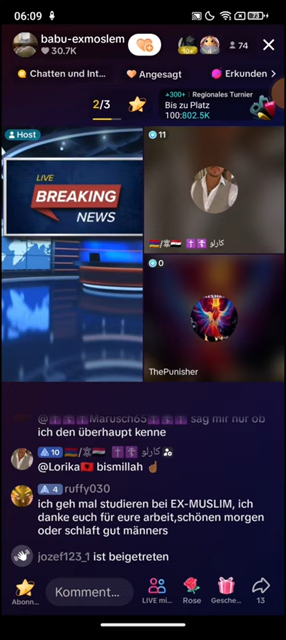 06:09
73
babu-exmoslem
30.7K
10+
74
Chatten und Int...
Angesagt
Erkunden
2/3
+300↑ Regionales Turnier
Bis zu Platz
100:802.5K
Host
LIVE
BREAKING
NEWS
11
كارلو
0
ThePunisher
@✝️✝️✝️Marusch65✝️✝️✝️ sag mir nur ob
ich den überhaupt kenne
10 🇦🇲/🇪🇬 ✝️ كارلو
@Lorika🇦🇱 bismillah ☝🏾
4 ruffy030
ich geh mal studieren bei EX-MUSLIM, ich
danke euch für eure arbeit,schönen morgen
oder schlaft gut männers
jozef123_1 ist beigetreten
Abonn...
Komment...
LIVE mi...
Rose
Gesche...
13